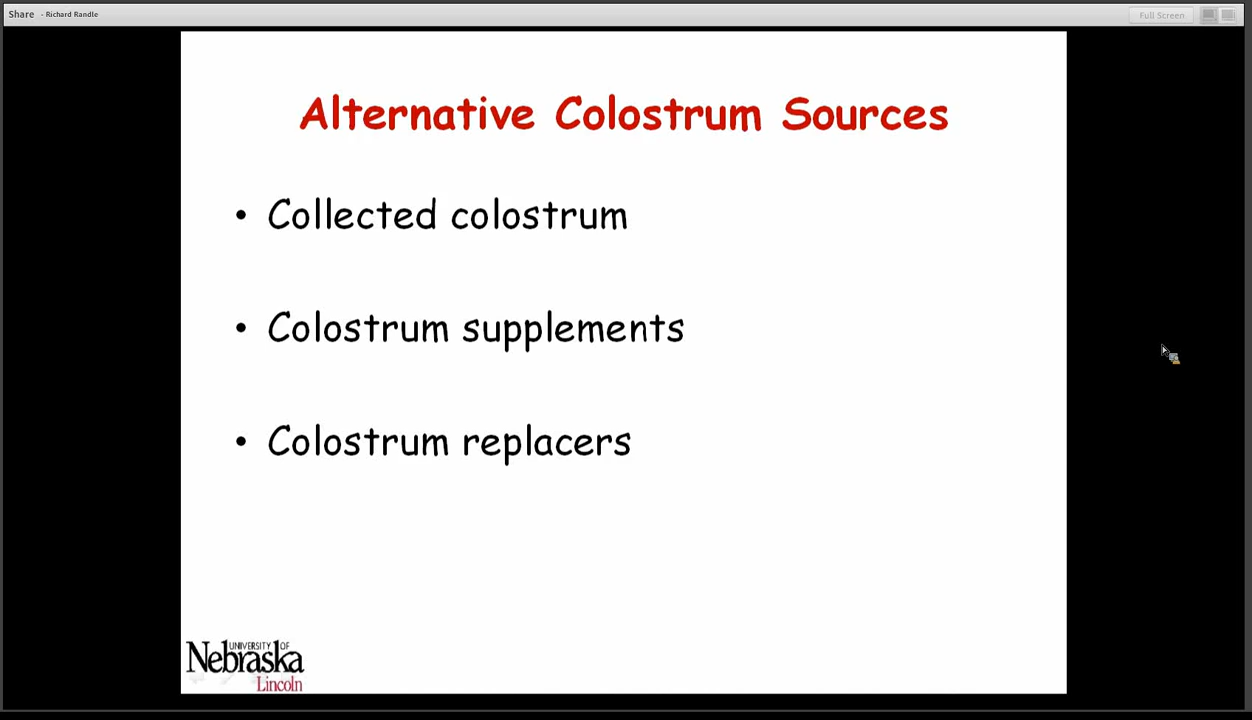 Share - Richard Randle
Full Screen
Alternative Colostrum Sources
• Collected colostrum
• Colostrum supplements
• Colostrum replacers
UNIVERSITY OF
Nebraska
Lincoln